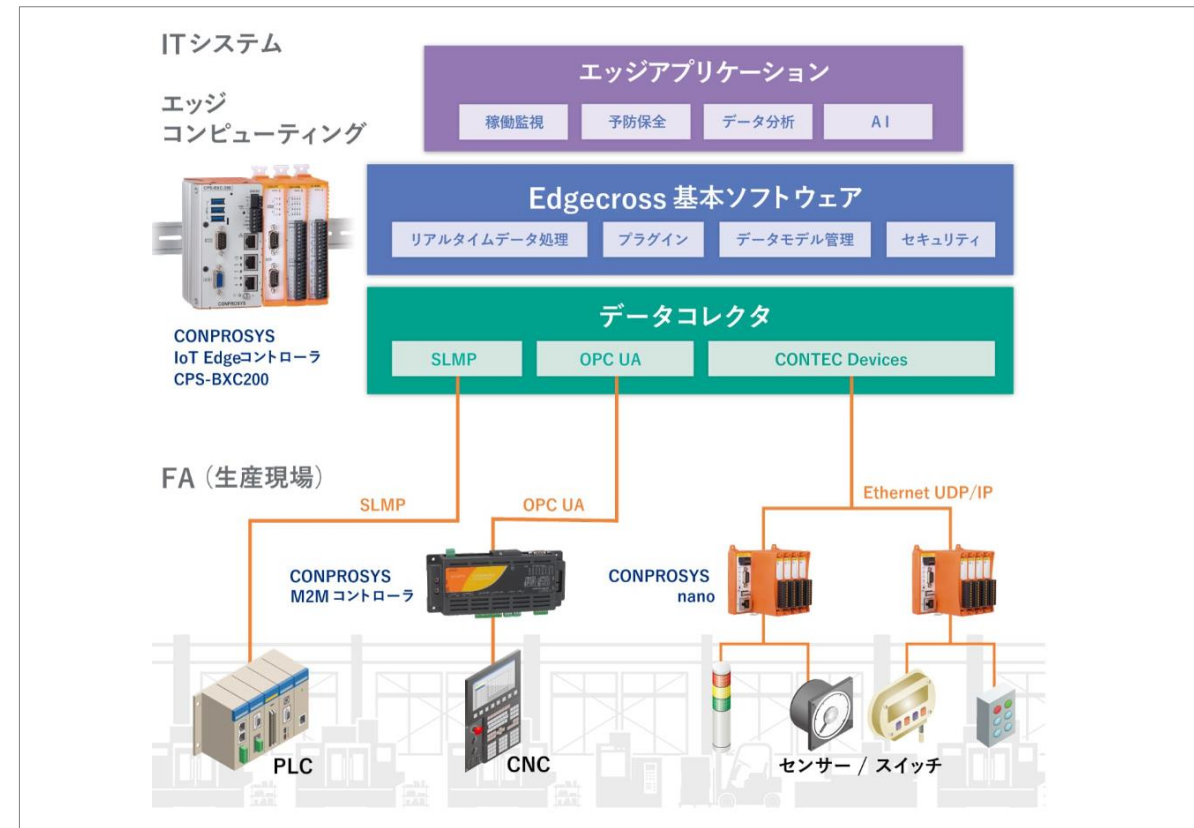 ITシステム
エッジアプリケーション
稼働監視
予防保全
データ分析
AI
エッジ
コンピューティング
CPS-BXC200
CONPROSYS
Edgecross 基本ソフトウェア
リアルタイムデータ処理
プラグイン
データモデル管理
セキュリティ
データコレクタ
SLMP
OPC UA
CONTEC Devices
CONPROSYS
IoT Edgeコントローラ
CPS-BXC200
FA（生産現場）
SLMP
OPC UA
Ethernet UDP/IP
CONPROSYS
M2Mコントローラ
CONPROSYS
nano
PLC
CNC
センサー / スイッチ